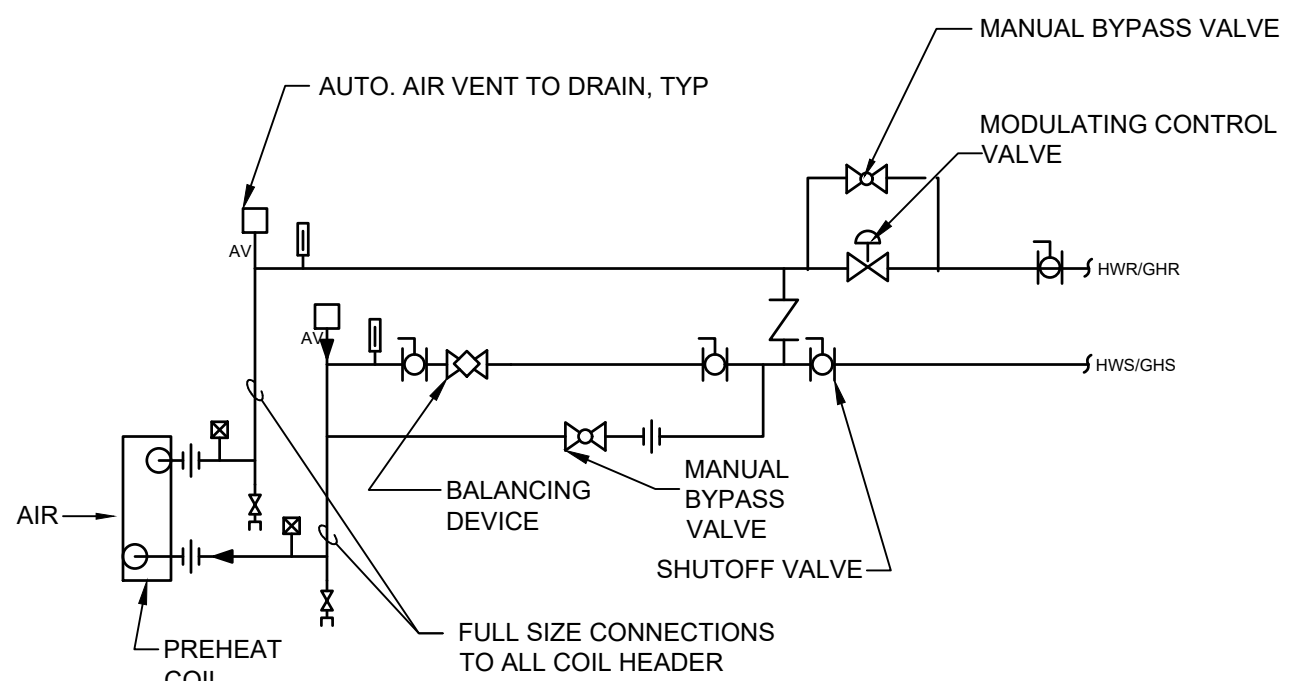 MANUAL BYPASS VALVE
AUTO. AIR VENT TO DRAIN, TYP
MODULATING CONTROL
VALVE
AV
HWR/GHR
AV
HWS/GHS
MANUAL
BYPASS
VALVE
BALANCING
DEVICE
AIR
SHUTOFF VALVE
FULL SIZE CONNECTIONS
TO ALL COIL HEADER
PREHEAT
COIL